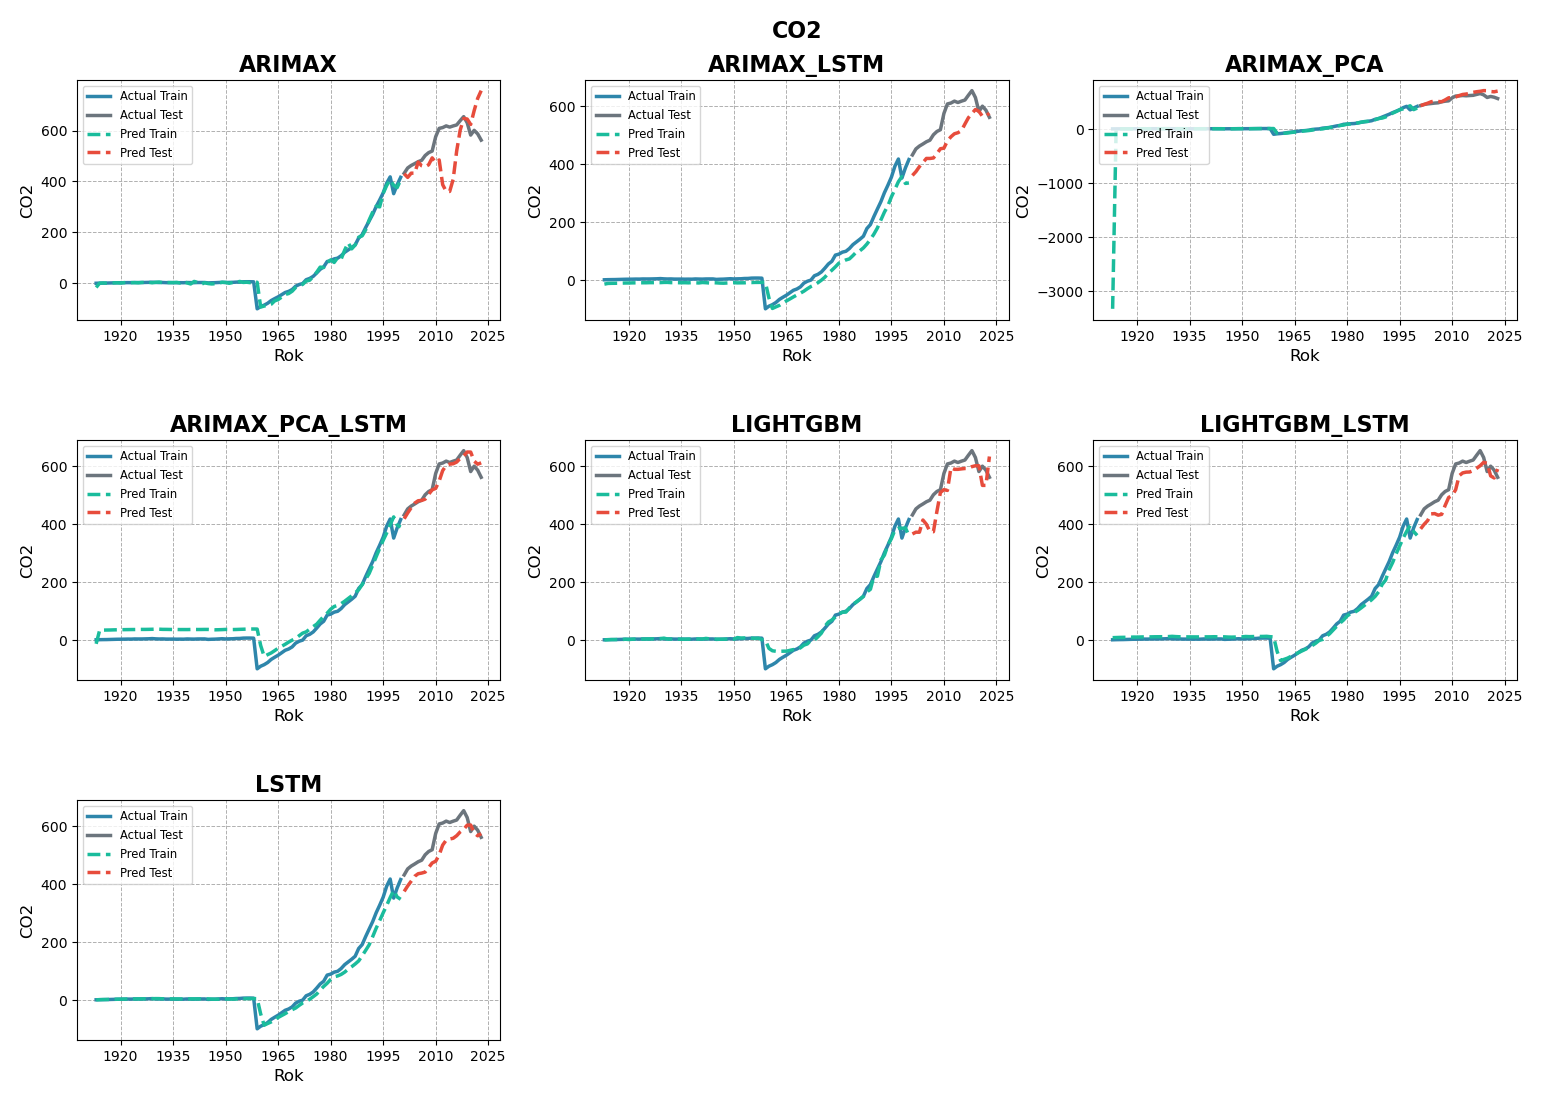 CO2
ARIMAX
Actual Train
Actual Test
Pred Train
Pred Test
600
400
200
0
CO2
1920 1935 1950 1965 1980 1995 2010 2025
Rok
ARIMAX_LSTM
Actual Train
Actual Test
Pred Train
Pred Test
600
400
200
0
CO2
1920 1935 1950 1965 1980 1995 2010 2025
Rok
ARIMAX_PCA
Actual Train
Actual Test
Pred Train
Pred Test
0
−1000
−2000
−3000
CO2
1920 1935 1950 1965 1980 1995 2010 2025
Rok
ARIMAX_PCA_LSTM
Actual Train
Actual Test
Pred Train
Pred Test
600
400
200
0
CO2
1920 1935 1950 1965 1980 1995 2010 2025
Rok
LIGHTGBM
Actual Train
Actual Test
Pred Train
Pred Test
600
400
200
0
CO2
1920 1935 1950 1965 1980 1995 2010 2025
Rok
LIGHTGBM_LSTM
Actual Train
Actual Test
Pred Train
Pred Test
600
400
200
0
CO2
1920 1935 1950 1965 1980 1995 2010 2025
Rok
LSTM
Actual Train
Actual Test
Pred Train
Pred Test
600
400
200
0
CO2
1920 1935 1950 1965 1980 1995 2010 2025
Rok